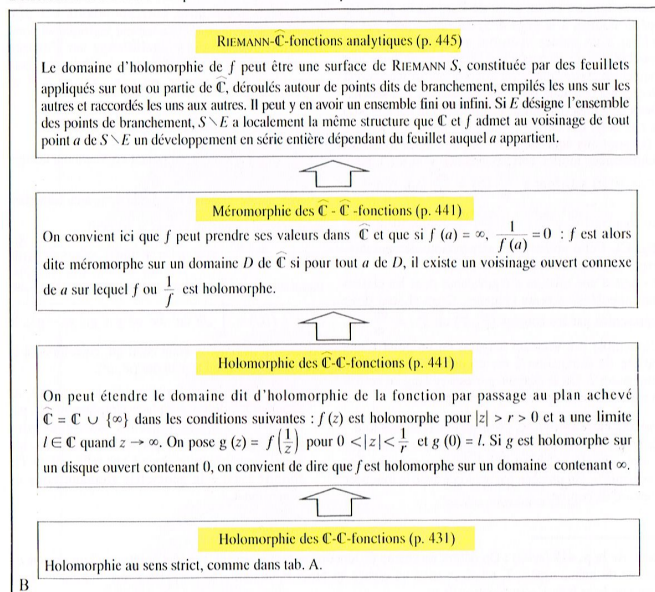 RIEMANN-ℂ̂-fonctions analytiques (p. 445)
Le domaine d'holomorphie de f peut être une surface de RIEMANN S, constituée par des feuillets
appliqués sur tout ou partie de ℂ̂, déroulés autour de points dits de branchement, empilés les uns sur les
autres et raccordés les uns aux autres. Il peut y en avoir un ensemble fini ou infini. Si E désigne l'ensemble
des points de branchement, S∖E a localement la même structure que ℂ et f admet au voisinage de tout
point a de S∖E un développement en série entière dépendant du feuillet auquel a appartient.
Méromorphie des ℂ̂ - ℂ̂ -fonctions (p. 441)
On convient ici que f peut prendre ses valeurs dans ℂ̂ et que si f (a) = ∞, 1/f (a) = 0 : f est alors
dite méromorphe sur un domaine D de ℂ̂ si pour tout a de D, il existe un voisinage ouvert connexe
de a sur lequel f ou 1/f est holomorphe.
Holomorphie des ℂ̂-ℂ-fonctions (p. 441)
On peut étendre le domaine dit d'holomorphie de la fonction par passage au plan achevé
ℂ̂ = ℂ ∪ {∞} dans les conditions suivantes : f (z) est holomorphe pour |z| > r > 0 et a une limite
l ∈ ℂ quand z → ∞. On pose g (z) = f (1/z) pour 0 < |z| < 1/r et g (0) = l. Si g est holomorphe sur
un disque ouvert contenant 0, on convient de dire que f est holomorphe sur un domaine contenant ∞.
Holomorphie des ℂ-ℂ-fonctions (p. 431)
Holomorphie au sens strict, comme dans tab. A.
B